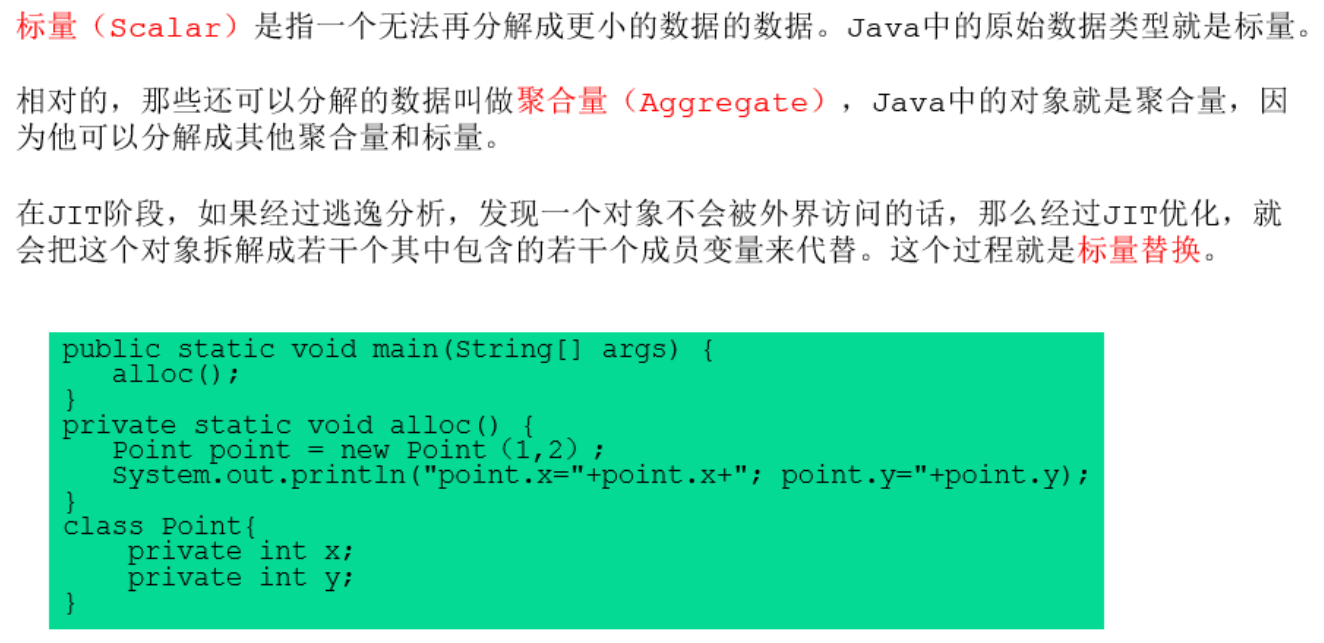 标量（Scalar）是指一个无法再分解成更小的数据的数据。Java中的原始数据类型就是标量。
相对的，那些还可以分解的数据叫做聚合量（Aggregate），Java中的对象就是聚合量，因
为他可以分解成其他聚合量和标量。
在JIT阶段，如果经过逃逸分析，发现一个对象不会被外界访问的话，那么经过JIT优化，就
会把这个对象拆解成若干个其中包含的若干个成员变量来代替。这个过程就是标量替换。
public static void main(String[] args) {
   alloc();
}
private static void alloc() {
   Point point = new Point（1,2）;
   System.out.println("point.x="+point.x+"; point.y="+point.y);
}
class Point{
    private int x;
    private int y;
}